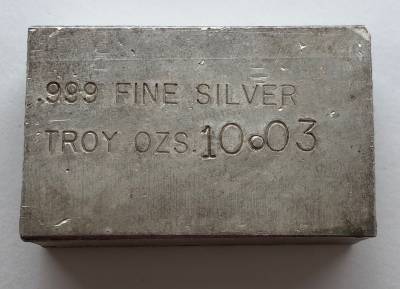 .999 FINE SILVER
TROY OZS. 10.03